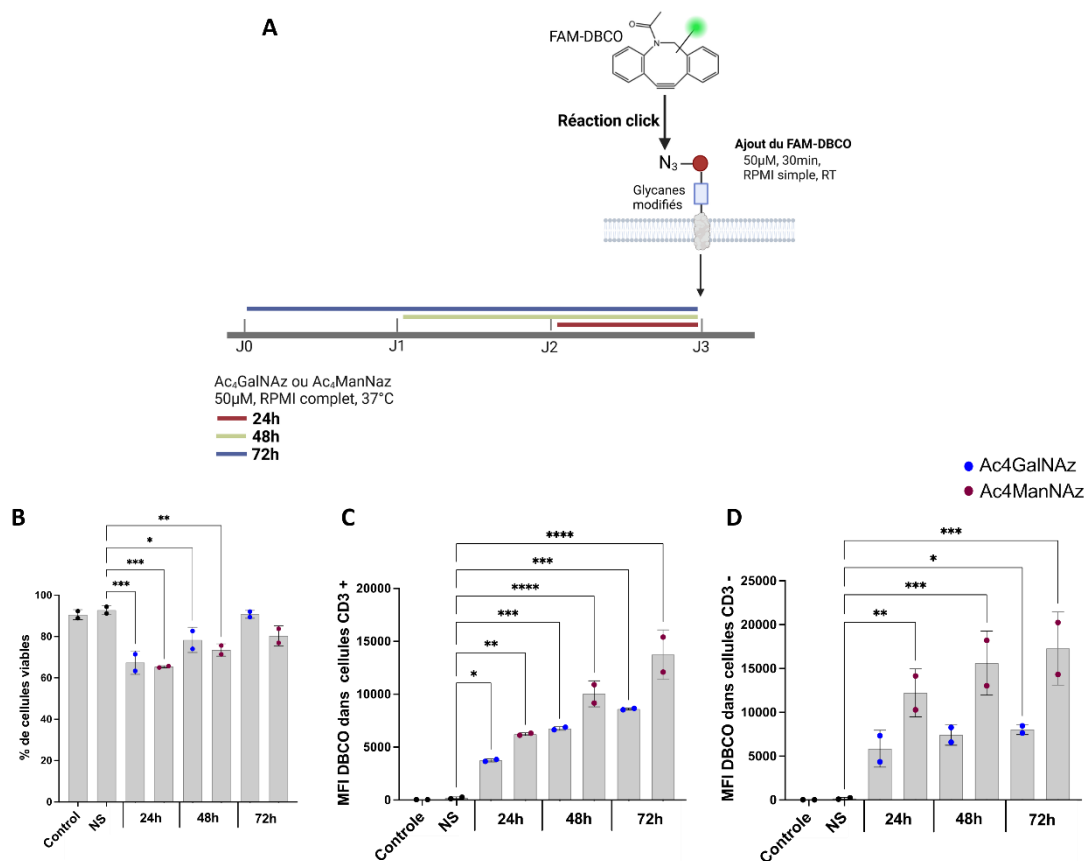 A
FAM-DBCO
O
N
Réaction click
N₃
Ajout du FAM-DBCO
50µM, 30min,
RPMI simple, RT
Glycanes
modifiés
J0 J1 J2 J3
Ac₄GalNAz ou Ac₄ManNaz
50µM, RPMI complet, 37°C
24h
48h
72h
Ac4GalNAz
Ac4ManNAz
B
% de cellules viables
100
80
60
40
20
0
**
*
***
***
Control NS 24h 48h 72h
C
MFI DBCO dans cellules CD3 +
20000
15000
10000
5000
0
****
***
****
***
**
*
Controle NS 24h 48h 72h
D
MFI DBCO dans cellules CD3 -
25000
20000
15000
10000
5000
0
***
*
***
**
Controle NS 24h 48h 72h